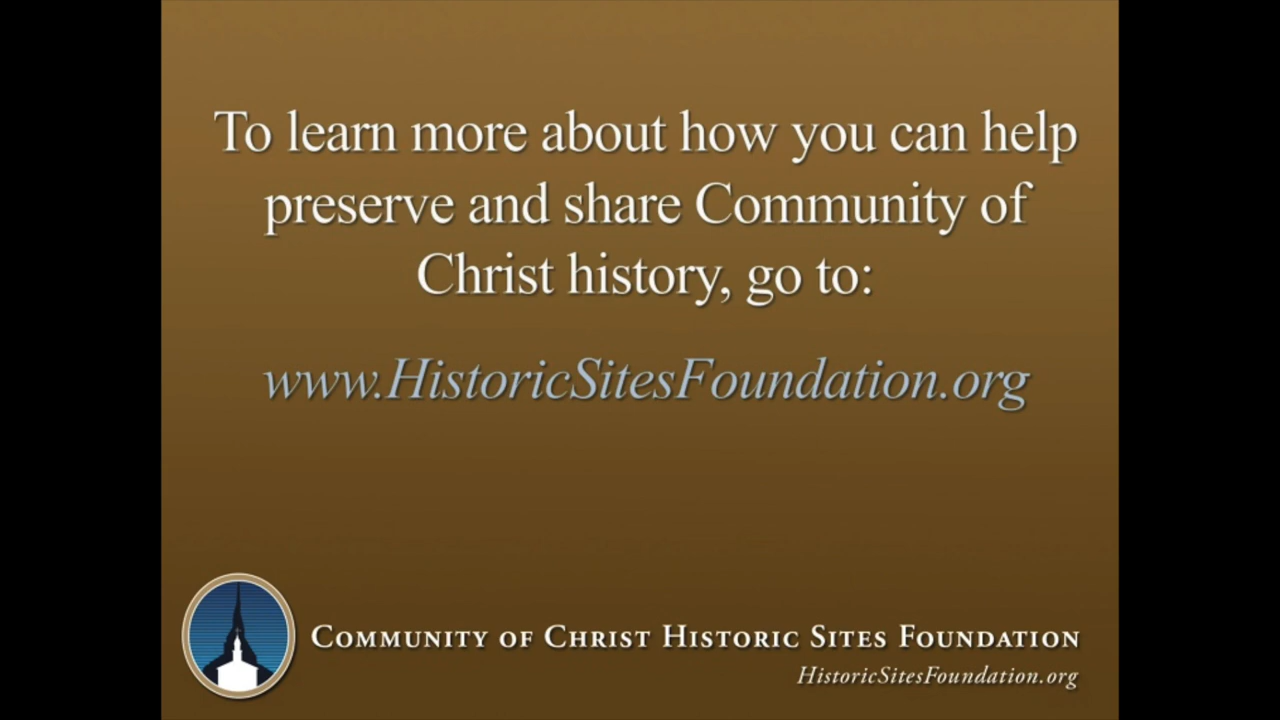 To learn more about how you can help
preserve and share Community of
Christ history, go to:
www.HistoricSitesFoundation.org
Community of Christ Historic Sites Foundation
HistoricSitesFoundation.org